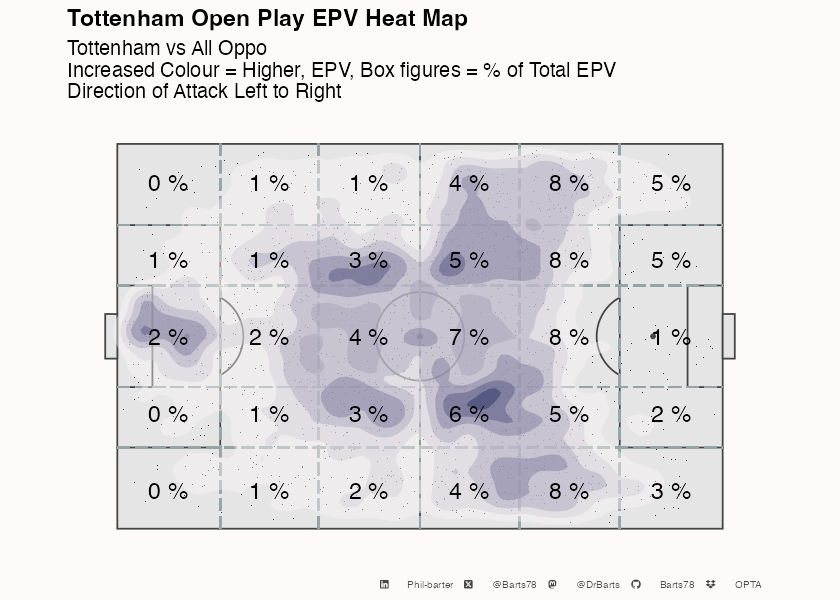 Tottenham Open Play EPV Heat Map
Tottenham vs All Oppo
Increased Colour = Higher, EPV, Box figures = % of Total EPV
Direction of Attack Left to Right
0 % 1 % 1 % 4 % 8 % 5 %
1 % 1 % 3 % 5 % 8 % 5 %
2 % 2 % 4 % 7 % 8 % 1 %
0 % 1 % 3 % 6 % 5 % 2 %
0 % 1 % 2 % 4 % 8 % 3 %
Phil-barter @Barts78 @DrBarts Barts78 OPTA